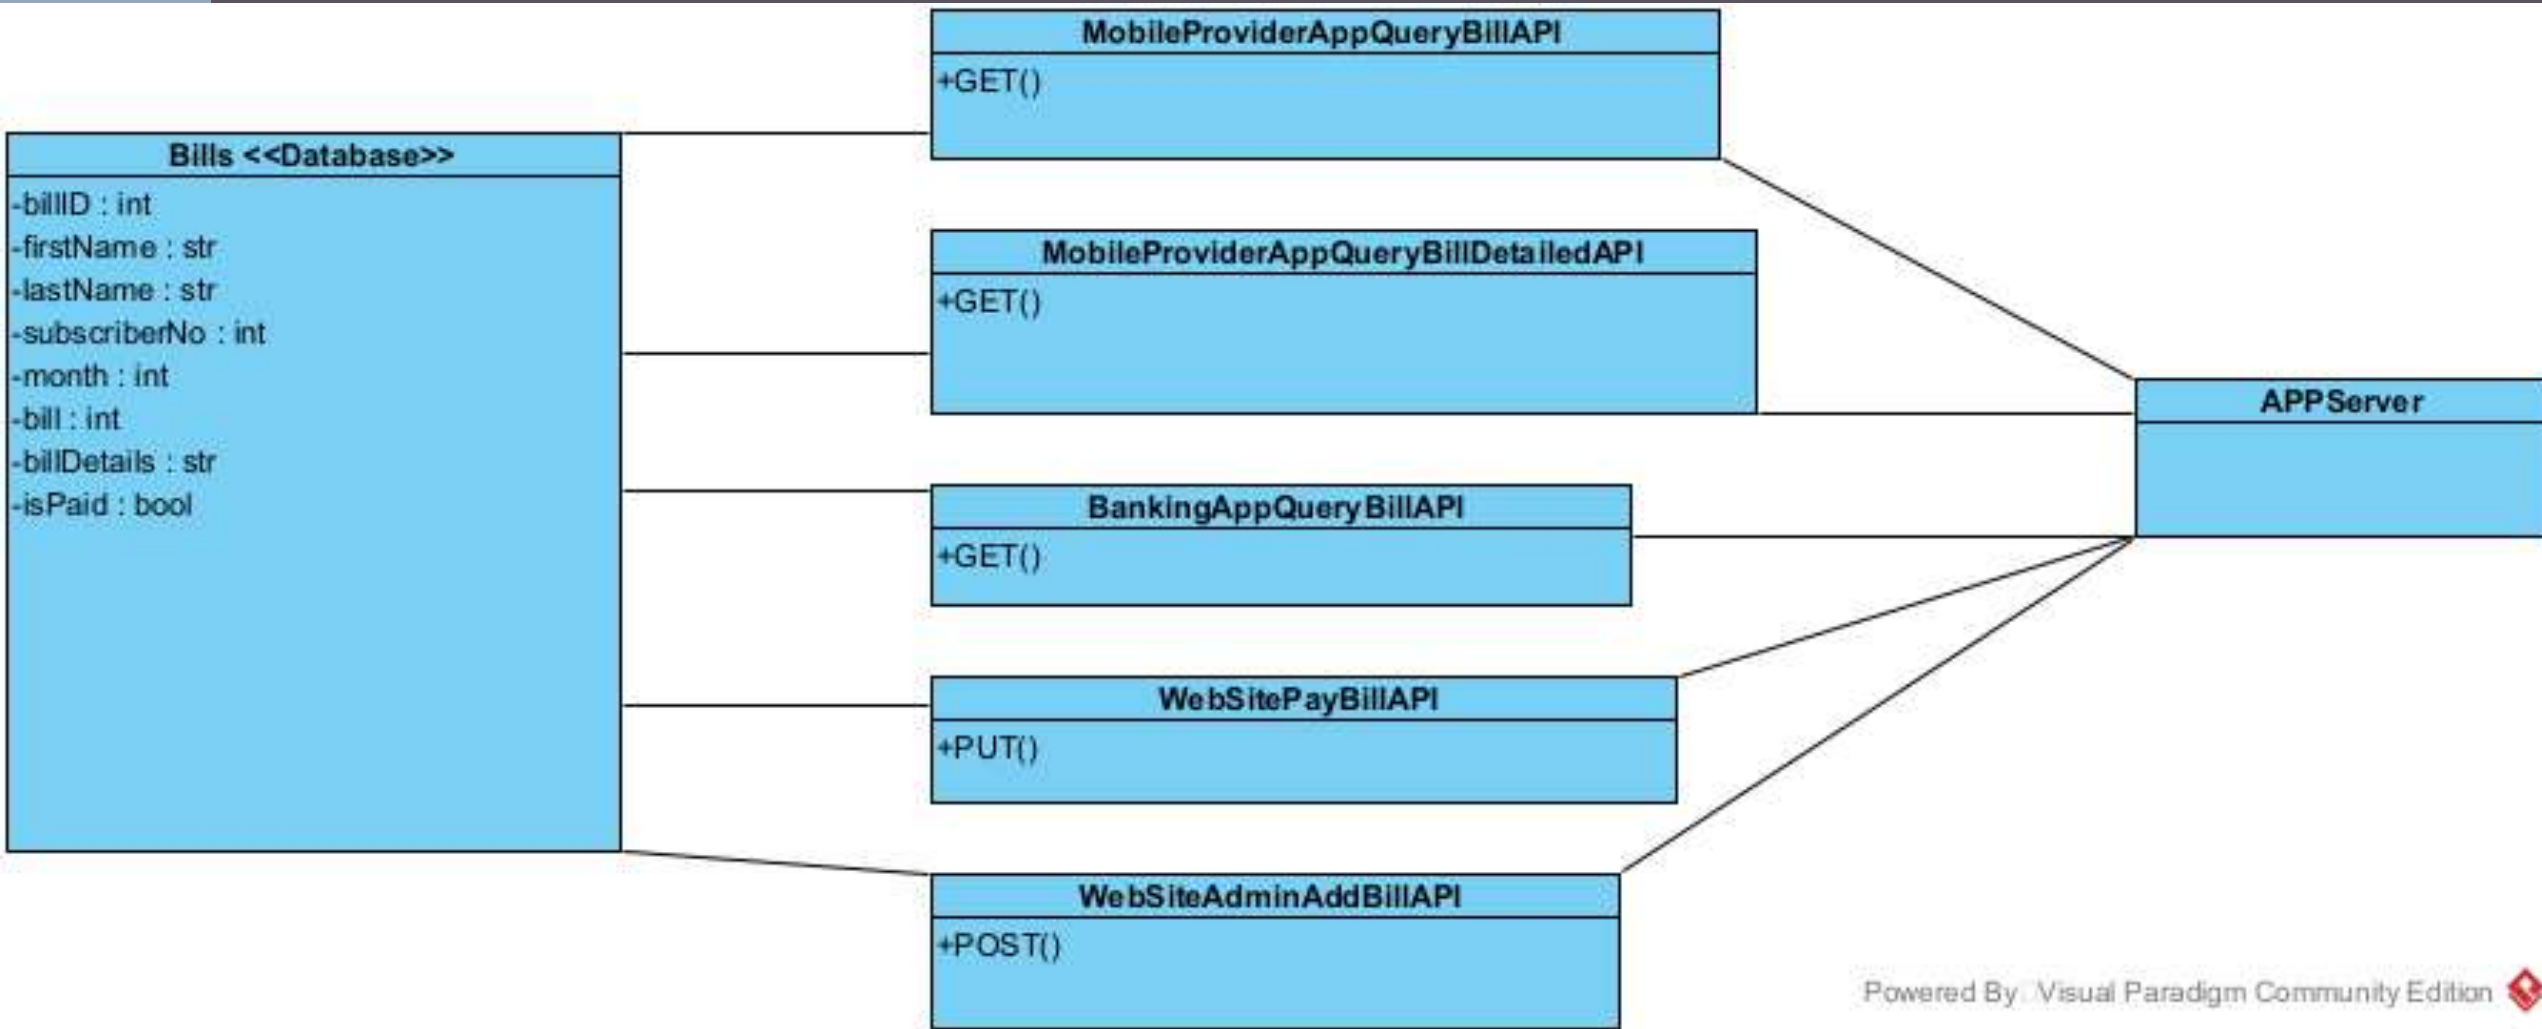 MobileProviderAppQueryBillAPI
+GET()
Bills <<Database>>
-billID : int
-firstName : str
-lastName : str
-subscriberNo : int
-month : int
-bill : int
-billDetails : str
-isPaid : bool
MobileProviderAppQueryBillDetailedAPI
+GET()
APPServer
BankingAppQueryBillAPI
+GET()
WebSitePayBillAPI
+PUT()
WebSiteAdminAddBillAPI
+POST()
Powered By: Visual Paradigm Community Edition